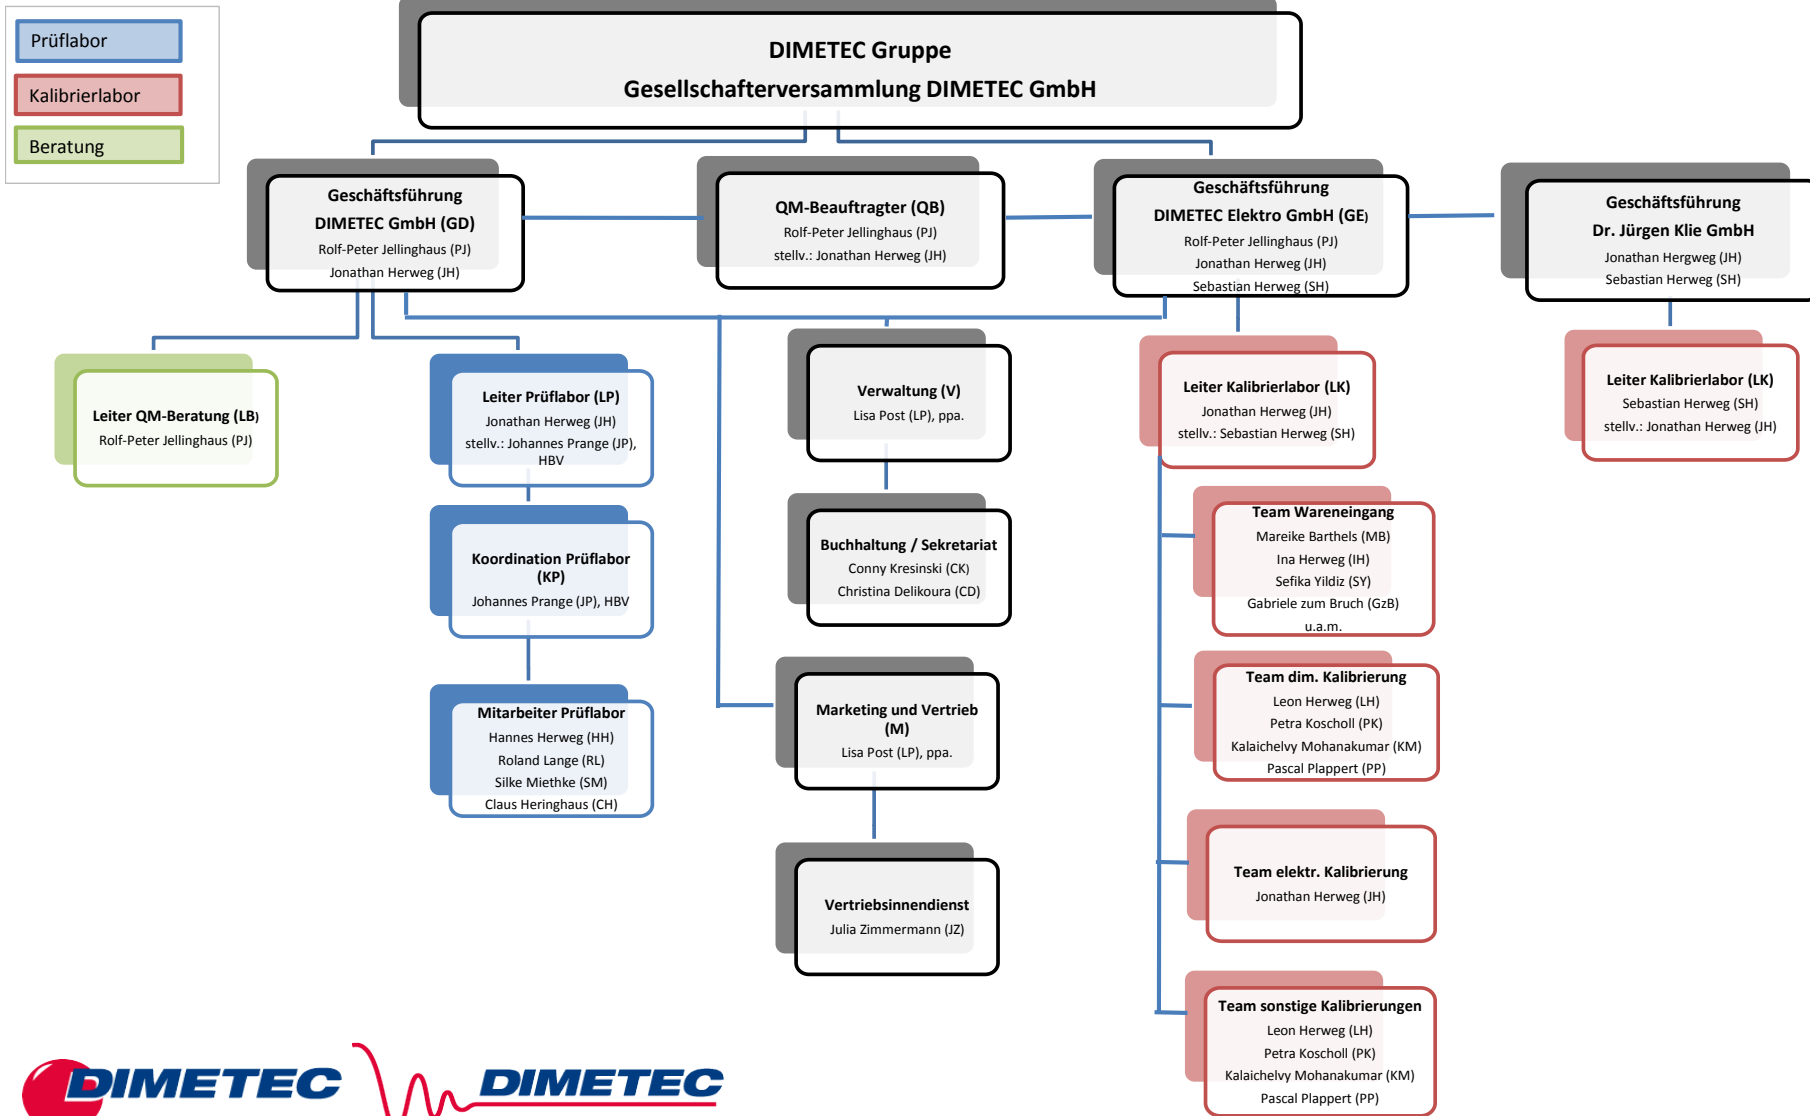 Prüflabor
Kalibrierlabor
Beratung
DIMETEC Gruppe
Gesellschafterversammlung DIMETEC GmbH
Geschäftsführung
DIMETEC GmbH (GD)
Rolf-Peter Jellinghaus (PJ)
Jonathan Herweg (JH)
QM-Beauftragter (QB)
Rolf-Peter Jellinghaus (PJ)
stellv.: Jonathan Herweg (JH)
Geschäftsführung
DIMETEC Elektro GmbH (GE)
Rolf-Peter Jellinghaus (PJ)
Jonathan Herweg (JH)
Sebastian Herweg (SH)
Geschäftsführung
Dr. Jürgen Klie GmbH
Jonathan Hergweg (JH)
Sebastian Herweg (SH)
Leiter QM-Beratung (LB)
Rolf-Peter Jellinghaus (PJ)
Leiter Prüflabor (LP)
Jonathan Herweg (JH)
stellv.: Johannes Prange (JP),
HBV
Koordination Prüflabor
(KP)
Johannes Prange (JP), HBV
Mitarbeiter Prüflabor
Hannes Herweg (HH)
Roland Lange (RL)
Silke Miethke (SM)
Claus Heringhaus (CH)
Verwaltung (V)
Lisa Post (LP), ppa.
Buchhaltung / Sekretariat
Conny Kresinski (CK)
Christina Delikoura (CD)
Marketing und Vertrieb
(M)
Lisa Post (LP), ppa.
Vertriebsinnendienst
Julia Zimmermann (JZ)
Leiter Kalibrierlabor (LK)
Jonathan Herweg (JH)
stellv.: Sebastian Herweg (SH)
Team Wareneingang
Mareike Barthels (MB)
Ina Herweg (IH)
Sefika Yildiz (SY)
Gabriele zum Bruch (GzB)
u.a.m.
Team dim. Kalibrierung
Leon Herweg (LH)
Petra Koscholl (PK)
Kalaichelvy Mohanakumar (KM)
Pascal Plappert (PP)
Team elektr. Kalibrierung
Jonathan Herweg (JH)
Team sonstige Kalibrierungen
Leon Herweg (LH)
Petra Koscholl (PK)
Kalaichelvy Mohanakumar (KM)
Pascal Plappert (PP)
Leiter Kalibrierlabor (LK)
Sebastian Herweg (SH)
stellv.: Jonathan Herweg (JH)
DIMETEC
DIMETEC